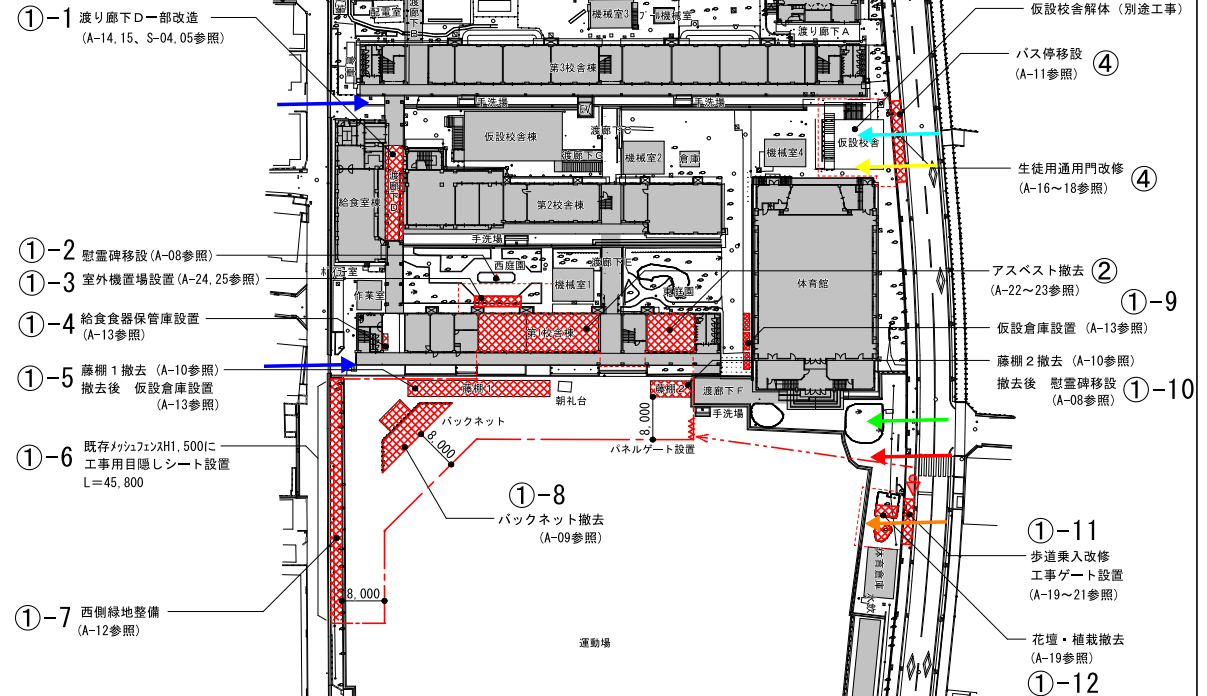 ①-1 渡り廊下D一部改造
(A-14,15、S-04,05参照)
機械室3
渡り廊下A
仮設校舎解体（別途工事）
バス停移設 ④
(A-11参照)
倉庫
第3校舎棟
手洗場
EV
手洗場
仮設校舎棟
渡廊下C
渡廊下C
機械室2
倉庫
機械室4
仮設校舎
生徒用通用門改修 ④
(A-16～18参照)
給食室棟
渡廊下D
第2校舎棟
手洗場
①-2 慰霊碑移設(A-08参照)
①-3 室外機置場設置(A-24,25参照)
西庭園
機械室1
渡廊下E
東庭園
体育館
アスベスト撤去 ②
(A-22～23参照)
作業室
①-4 給食食器保管庫設置
(A-13参照)
第1校舎棟
①-9
仮設倉庫設置 (A-13参照)
①-5 藤棚１撤去 (A-10参照)
撤去後 仮設倉庫設置
(A-13参照)
藤棚1
朝礼台
藤棚2
渡廊下F
手洗場
藤棚２撤去 (A-10参照)
撤去後 慰霊碑移設 ①-10
(A-08参照)
バックネット
8,000
8,000
パネルゲート設置
①-6 既存ﾒｯｼｭﾌｪﾝｽH1,500に
工事用目隠しシート設置
L=45,800
①-8
バックネット撤去
(A-09参照)
①-11
歩道乗入改修
工事ゲート設置
(A-19～21参照)
体育倉庫
水飲
8,000
①-7 西側緑地整備
(A-12参照)
運動場
花壇・植栽撤去
(A-19参照)
①-12